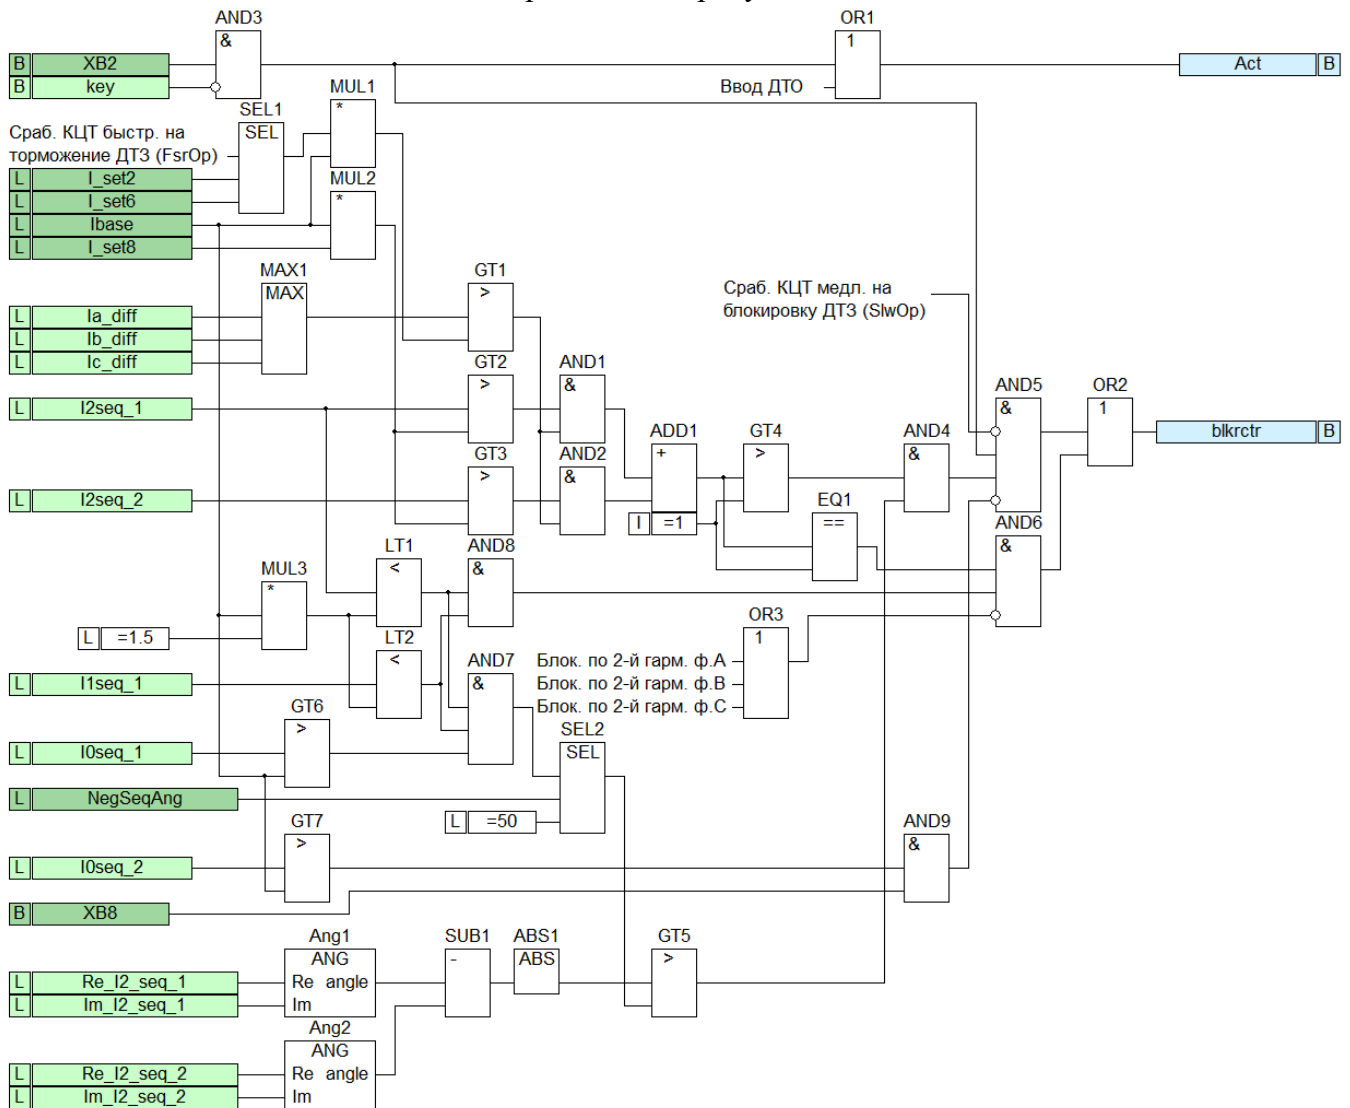 AND3
OR1
&
1
B XB2
Act B
B key
Ввод ДТО
MUL1
*
SEL1
SEL
Сраб. КЦТ быстр. на
торможение ДТЗ (FsrOp)
L I_set2
L I_set6
L Ibase
L I_set8
MUL2
*
MAX1
MAX
GT1
>
Сраб. КЦТ медл. на
блокировку ДТЗ (SlwOp)
L Ia_diff
L Ib_diff
L Ic_diff
GT2
>
AND1
&
AND5
&
OR2
1
L I2seq_1
ADD1
+
GT4
>
AND4
&
blkrctr B
GT3
>
AND2
&
L I2seq_2
I =1
EQ1
==
AND6
&
LT1
<
AND8
&
MUL3
*
L =1.5
OR3
1
LT2
<
AND7
&
Блок. по 2-й гарм. ф.А
Блок. по 2-й гарм. ф.В
Блок. по 2-й гарм. ф.С
L I1seq_1
GT6
>
SEL2
SEL
L I0seq_1
L NegSeqAng
L =50
GT7
>
AND9
&
L I0seq_2
B XB8
Ang1
ANG
Re angle
Im
SUB1
-
ABS1
ABS
GT5
>
L Re_I2_seq_1
L Im_I2_seq_1
Ang2
ANG
Re angle
Im
L Re_I2_seq_2
L Im_I2_seq_2